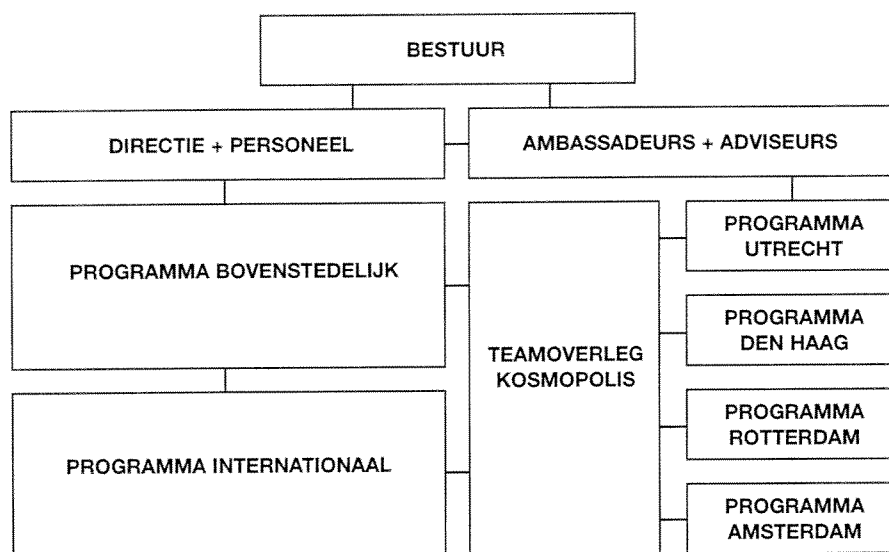 BESTUUR
DIRECTIE + PERSONEEL
AMBASSADEURS + ADVISEURS
PROGRAMMA BOVENSTEDELIJK
PROGRAMMA INTERNATIONAAL
TEAMOVERLEG
KOSMOPOLIS
PROGRAMMA
UTRECHT
PROGRAMMA
DEN HAAG
PROGRAMMA
ROTTERDAM
PROGRAMMA
AMSTERDAM